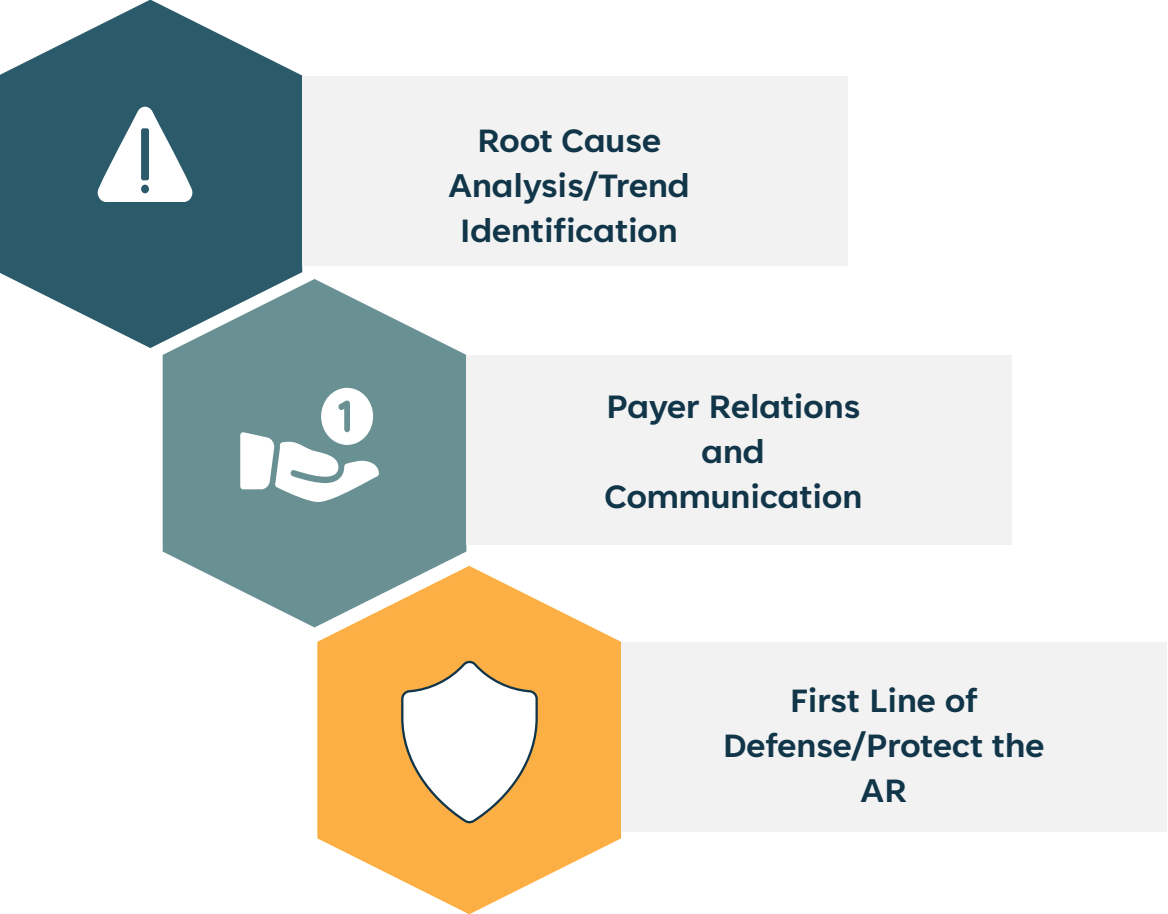 Root Cause
Analysis/Trend
Identification
1
Payer Relations
and
Communication
First Line of
Defense/Protect the
AR